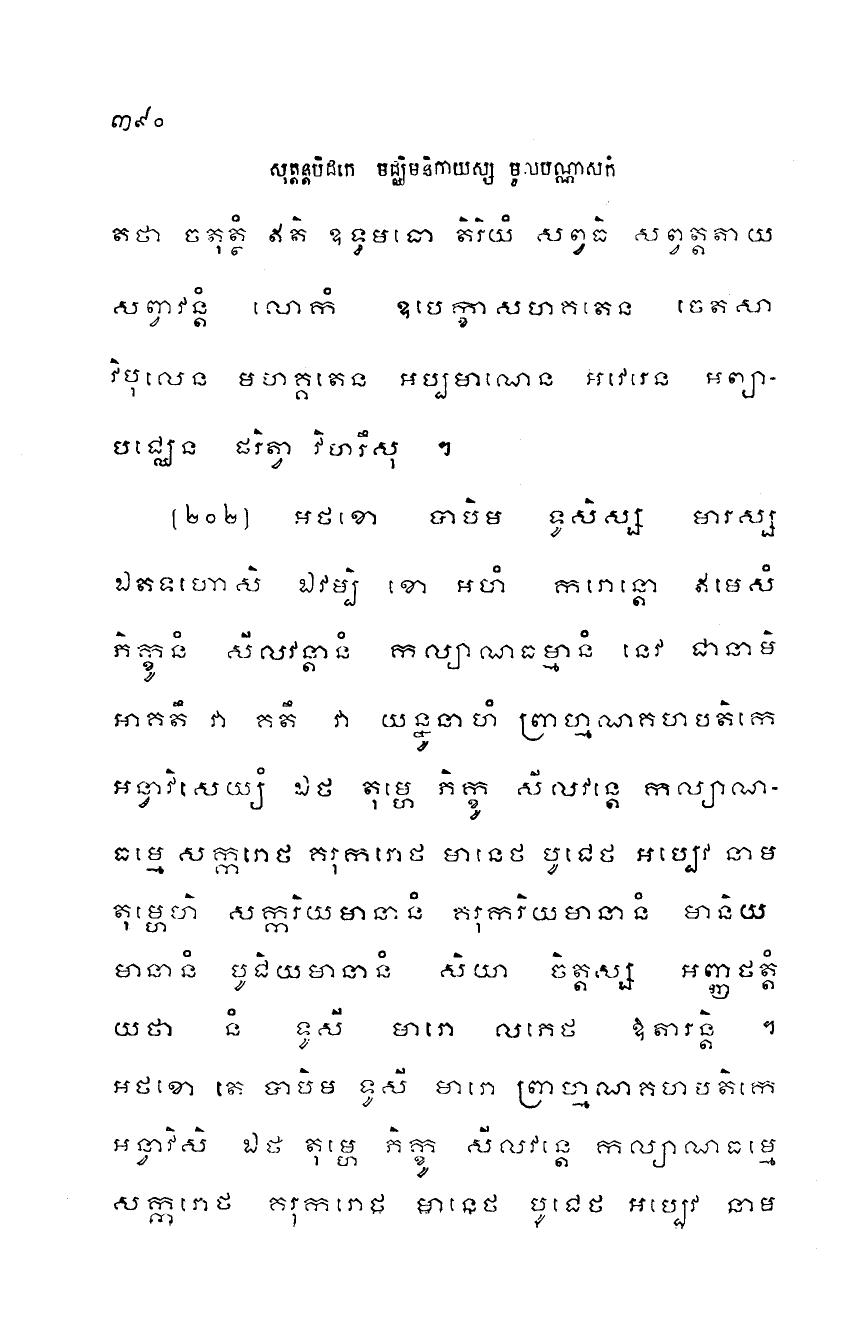 ៣៩០
សុត្តន្តបិដកេ មជ្ឈិមនិកាយស្ស ចូលបណ្ណាសកំ
តថា ចតុត្ថំ ឥតិ ឧទ្ធមធោ តិរិយំ សព្វធិ សព្វត្តតាយ
សព្វាវន្តំ លោកំ ឧបេក្ខាសហគតេន ចេតសា
វិបុលេន មហគ្គតេន អប្បមាណេន អវេរេន អព្យា-
បជ្ឈេន ផរិត្វា វិហរឹសុ ។
(២០២) អថខោ បាបិម ទូសិស្ស មារស្ស
ឯតទហោសិ ឯវម្បិ ខោ អហំ ករោន្តោ ឥមេសំ
ភិក្ខូនំ សីលវន្តានំ កល្យាណធម្មានំ នេវ ជានាមិ
អាគតឹ វា គតឹ វា យន្នូនាហំ ព្រាហ្មណគហបតិកេ
អន្វាវិសេយ្យំ ឯថ តុម្ហេ ភិក្ខូ សីលវន្តេ កល្យាណ-
ធម្មេ សក្ករោថ គរុករោថ មានេថ បូជេថ អប្បេវ នាម
តុម្ហេហិ សក្ករិយមានានំ គរុករិយមានានំ មានិយ
មានានំ បូជិយមានានំ សិយា ចិត្តស្ស អញ្ញថត្តំ
យថា នំ ទូសី មារោ លភេថ ឱតារន្តិ ។
អថខោ តេ បាបិម ទូសី មារោ ព្រាហ្មណគហបតិកេ
អន្វាវិសិ ឯថ តុម្ហេ ភិក្ខូ សីលវន្តេ កល្យាណធម្មេ
សក្ករោថ គរុករោថ មានេថ បូជេថ អប្បេវ នាម